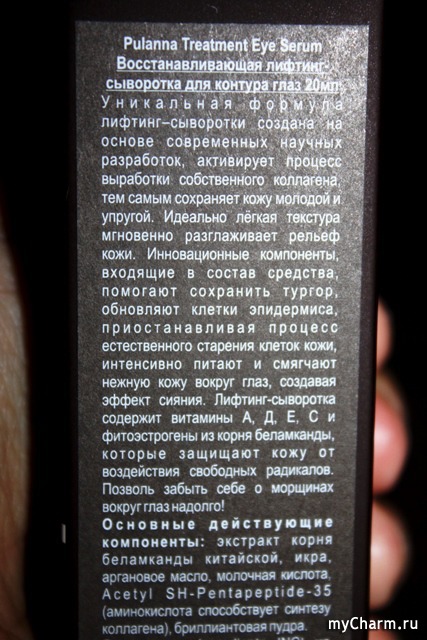 Pulanna Treatment Eye Serum
Восстанавливающая лифтинг-
сыворотка для контура глаз 20мл.
Уникальная формула
лифтинг–сыворотки создана на
основе современных научных
разработок, активирует процесс
выработки собственного коллагена,
тем самым сохраняет кожу молодой и
упругой. Идеально лёгкая текстура
мгновенно разглаживает рельеф
кожи. Инновационные компоненты,
входящие в состав средства,
помогают сохранить тургор,
обновляют клетки эпидермиса,
приостанавливая процесс
естественного старения клеток кожи,
интенсивно питают и смягчают
нежную кожу вокруг глаз, создавая
эффект сияния. Лифтинг-сыворотка
содержит витамины А, Д, Е, С и
фитоэстрогены из корня беламканды,
которые защищают кожу от
воздействия свободных радикалов.
Позволь забыть себе о морщинах
вокруг глаз надолго!
Основные действующие
компоненты: экстракт корня
беламканды китайской, икра,
аргановое масло, молочная кислота,
Acetyl SH-Pentapeptide-35
(аминокислота способствует синтезу
коллагена), бриллиантовая пудра.
myCharm.ru